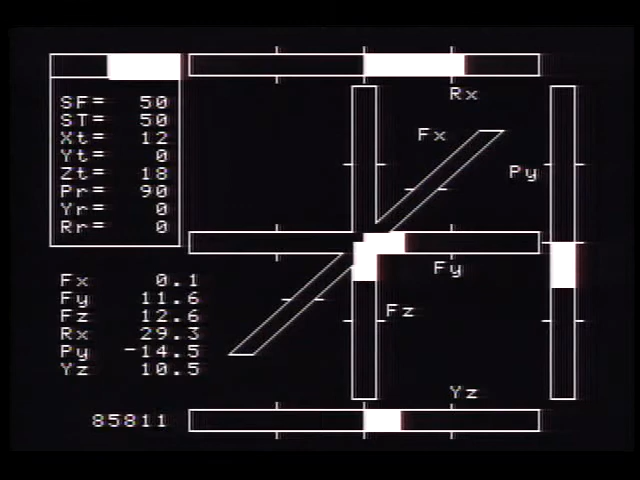 SF= 50
ST= 50
Xt= 12
Yt= 0
Zt= 18
Pr= 90
Yr= 0
Rr= 0
Rx
Fx
Py
Fy
Fz
Yz
Fx 0.1
Fy 11.6
Fz 12.6
Rx 29.3
Py -14.5
Yz 10.5
85811